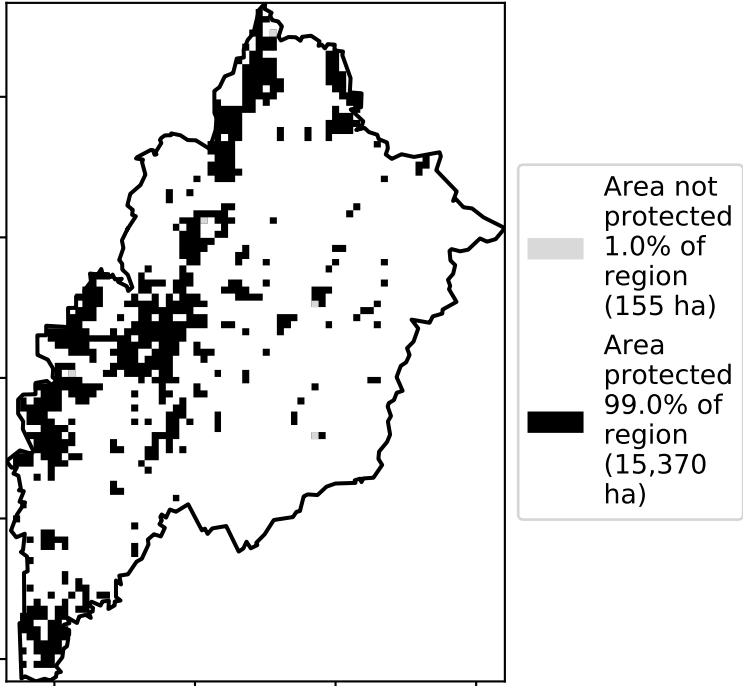 Area not
protected
1.0% of
region
(155 ha)
Area
protected
99.0% of
region
(15,370
ha)